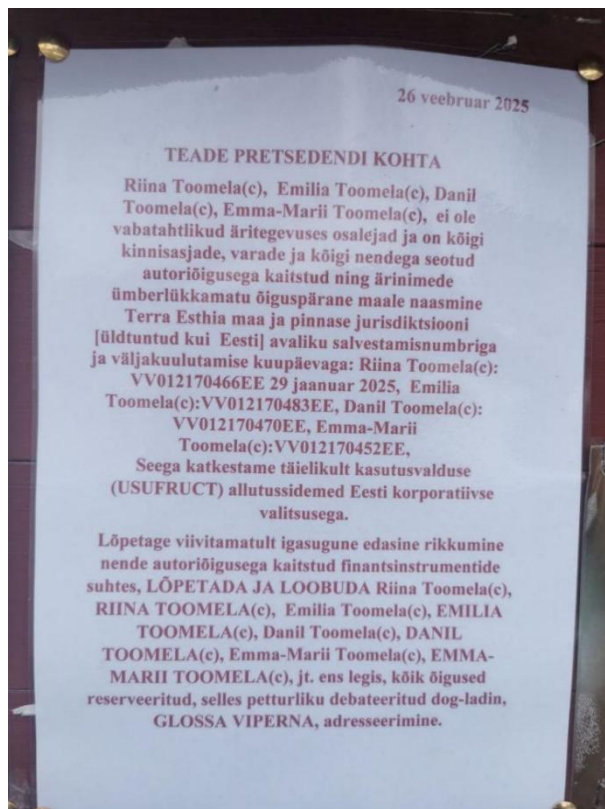 26 veebruar 2025
TEADE PRETSEDENDI KOHTA
Riina Toomela(c), Emilia Toomela(c), Danil
Toomela(c), Emma-Marii Toomela(c), ei ole
vabatahtlikud äritegevuses osalejad ja on kõigi
kinnisasjade, varade ja kõigi nendega seotud
autoriõigusega kaitstud ning ärinimede
ümberlükkamatu õiguspärane maale naasmine
Terra Esthia maa ja pinnase jurisdiktsiooni
[üldtuntud kui Eesti] avaliku salvestamisnumbriga
ja väljakuulutamise kuupäevaga: Riina Toomela(c):
VV012170466EE 29 jaanuar 2025, Emilia
Toomela(c):VV012170483EE, Danil Toomela(c):
VV012170470EE, Emma-Marii
Toomela(c):VV012170452EE,
Seega katkestame täielikult kasutusvalduse
(USUFRUCT) allutussidemed Eesti korporatiivse
valitsusega.
Lõpetage viivitamatult igasugune edasine rikkumine
nende autoriõigusega kaitstud finantsinstrumentide
suhtes, LÕPETADA JA LOOBUDA Riina Toomela(c),
RIINA TOOMELA(c), Emilia Toomela(c), EMILIA
TOOMELA(c), Danil Toomela(c), DANIL
TOOMELA(c), Emma-Marii Toomela(c), EMMA-
MARII TOOMELA(c), jt. ens legis, kõik õigused
reserveeritud, selles petturliku debateeritud dog-ladin,
GLOSSA VIPERNA, adresseerimine.